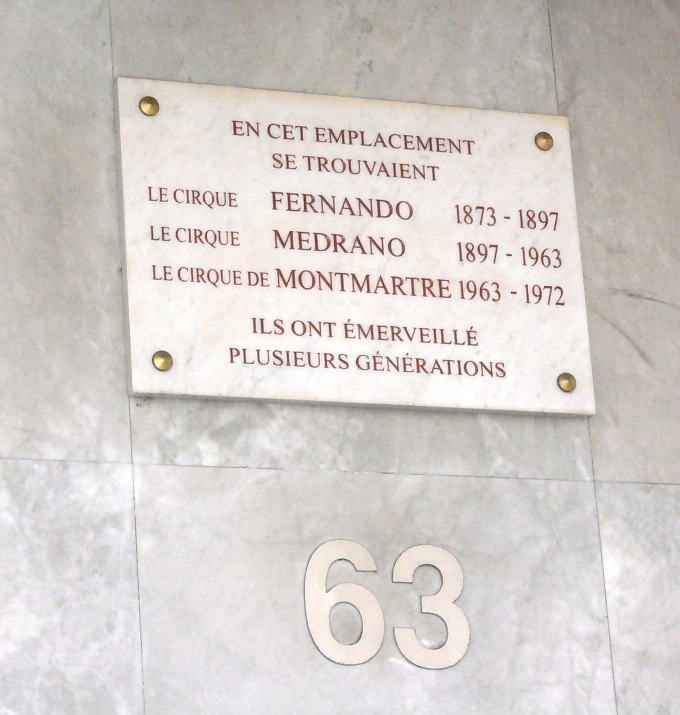 EN CET EMPLACEMENT
SE TROUVAIENT
LE CIRQUE FERNANDO 1873 - 1897
LE CIRQUE MEDRANO 1897 - 1963
LE CIRQUE DE MONTMARTRE 1963 - 1972
ILS ONT ÉMERVEILLÉ
PLUSIEURS GÉNÉRATIONS
63